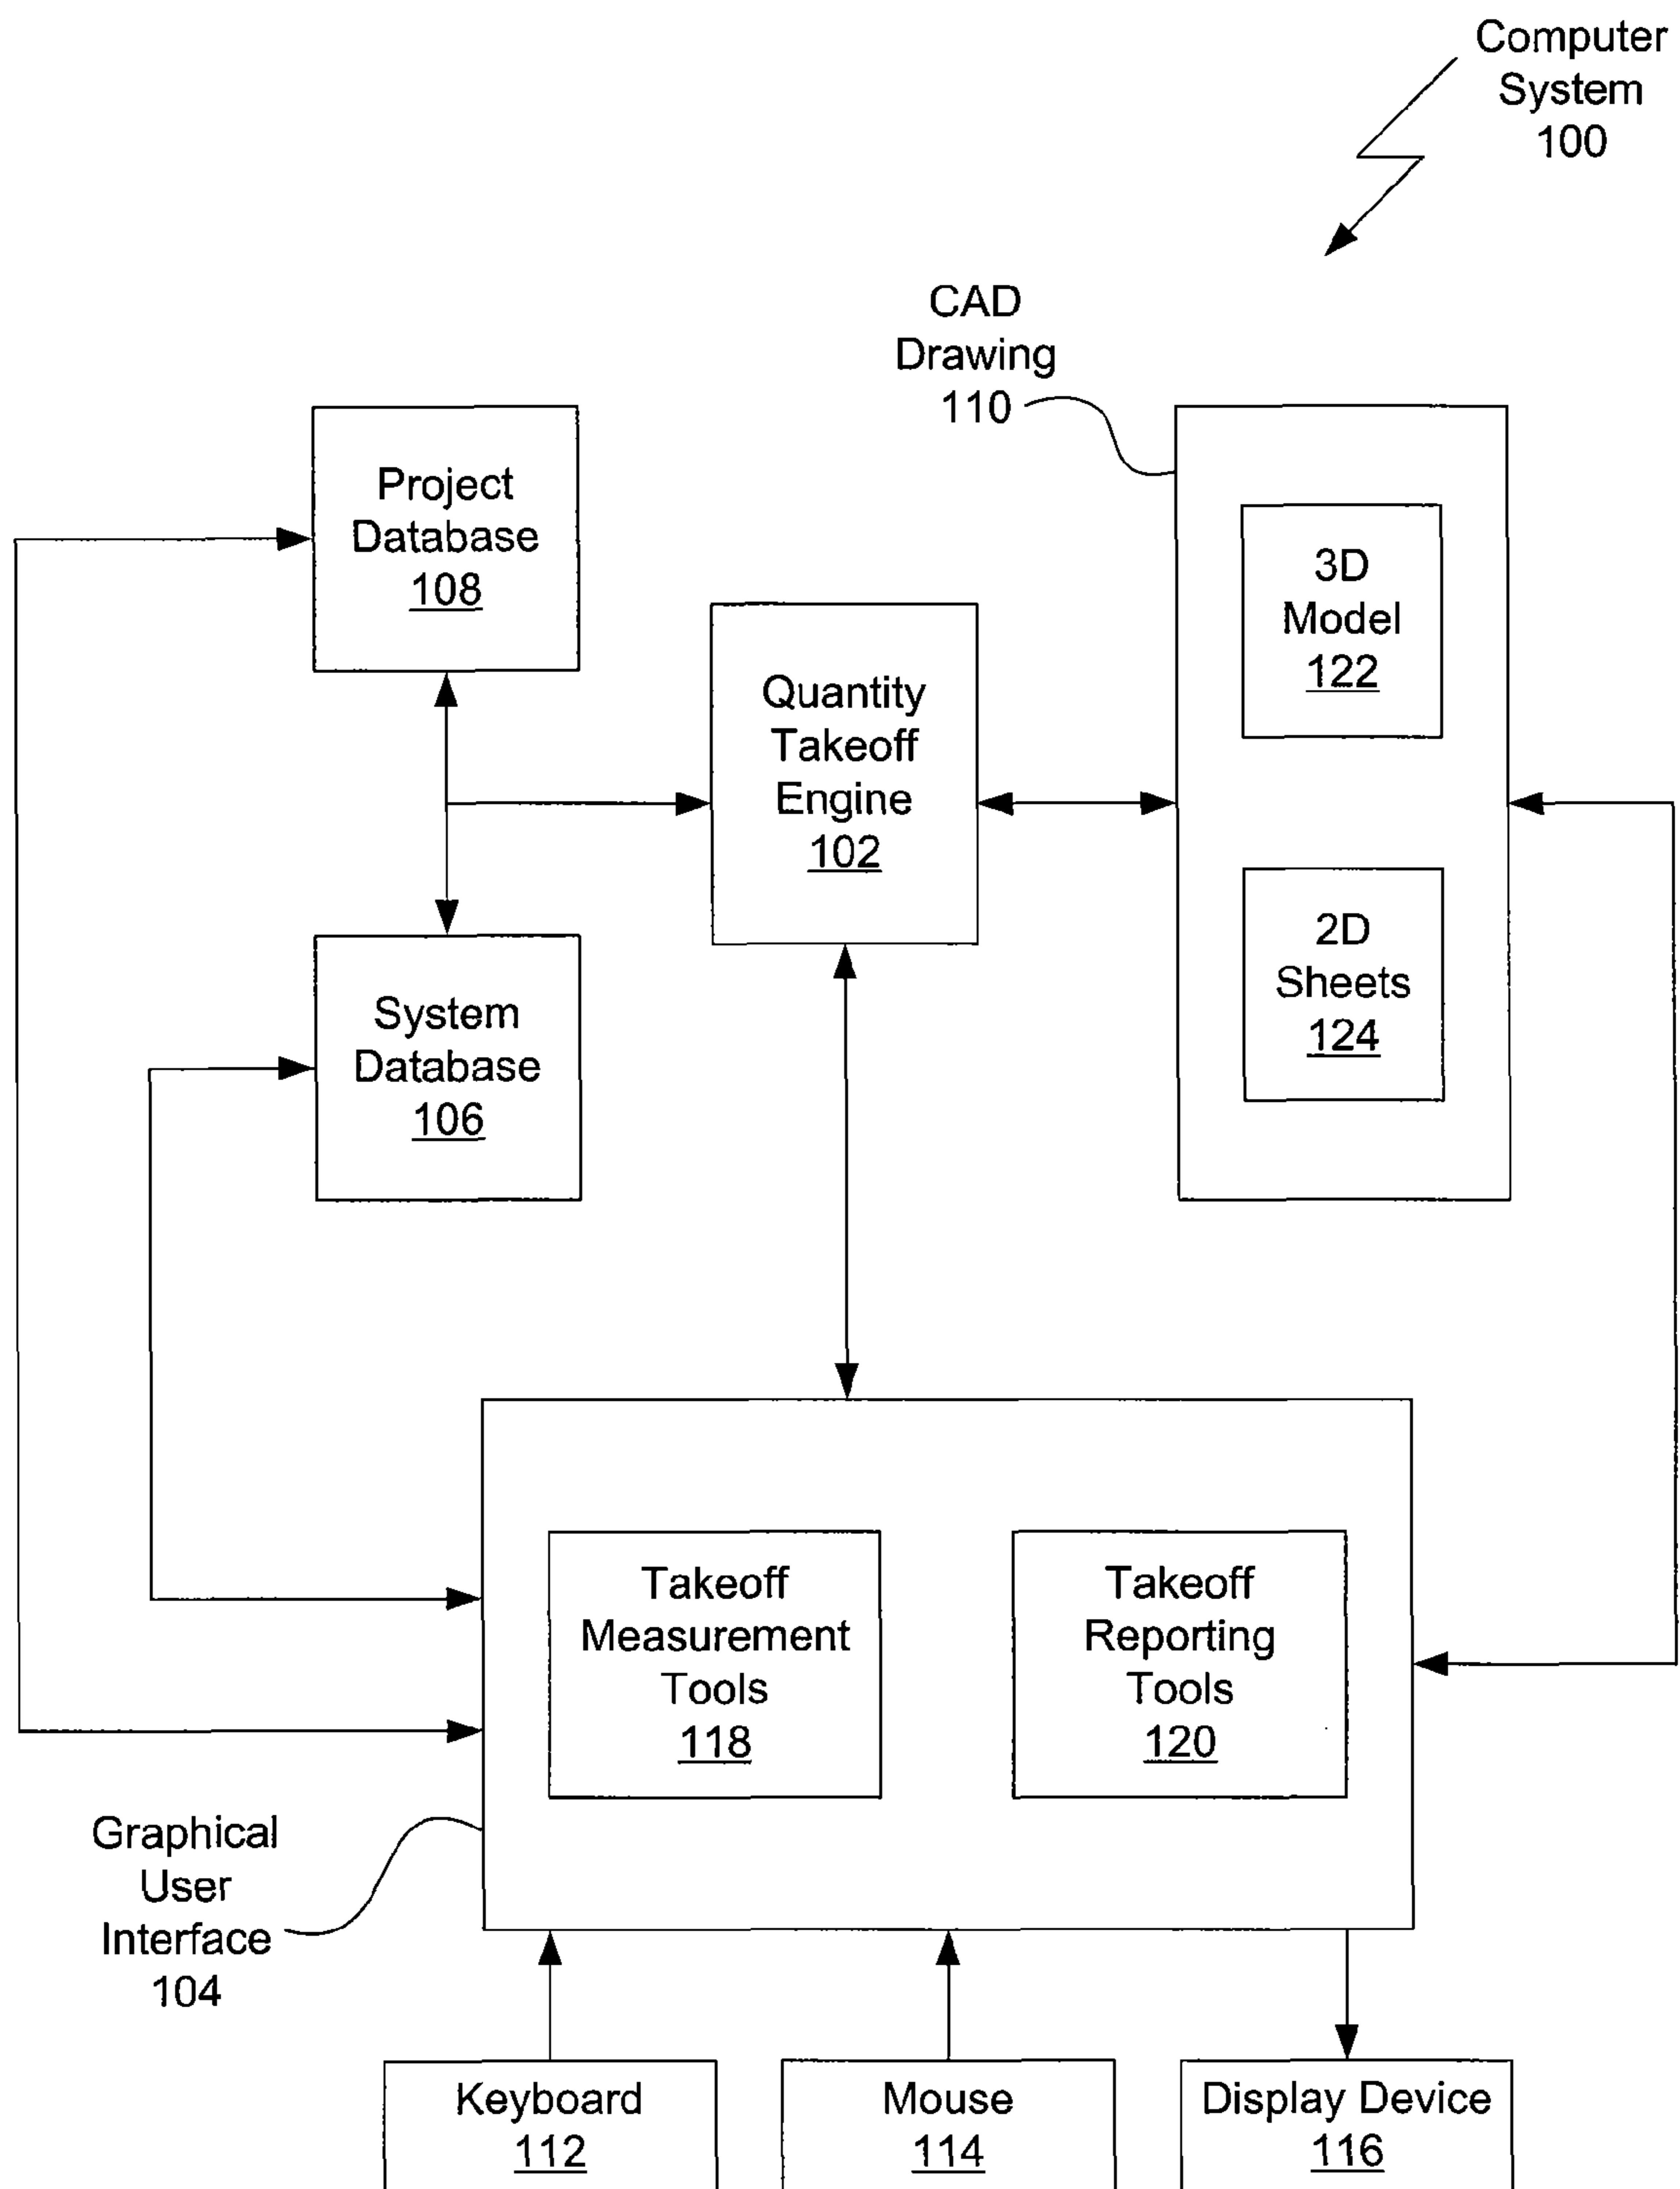 Computer
System
100
CAD
Drawing
110
Project
Database
108
3D
Model
122
Quantity
Takeoff
Engine
102
2D
Sheets
124
System
Database
106
Takeoff
Measurement
Tools
118
Takeoff
Reporting
Tools
120
Graphical
User
Interface
104
Keyboard
112
Mouse
114
Display Device
116